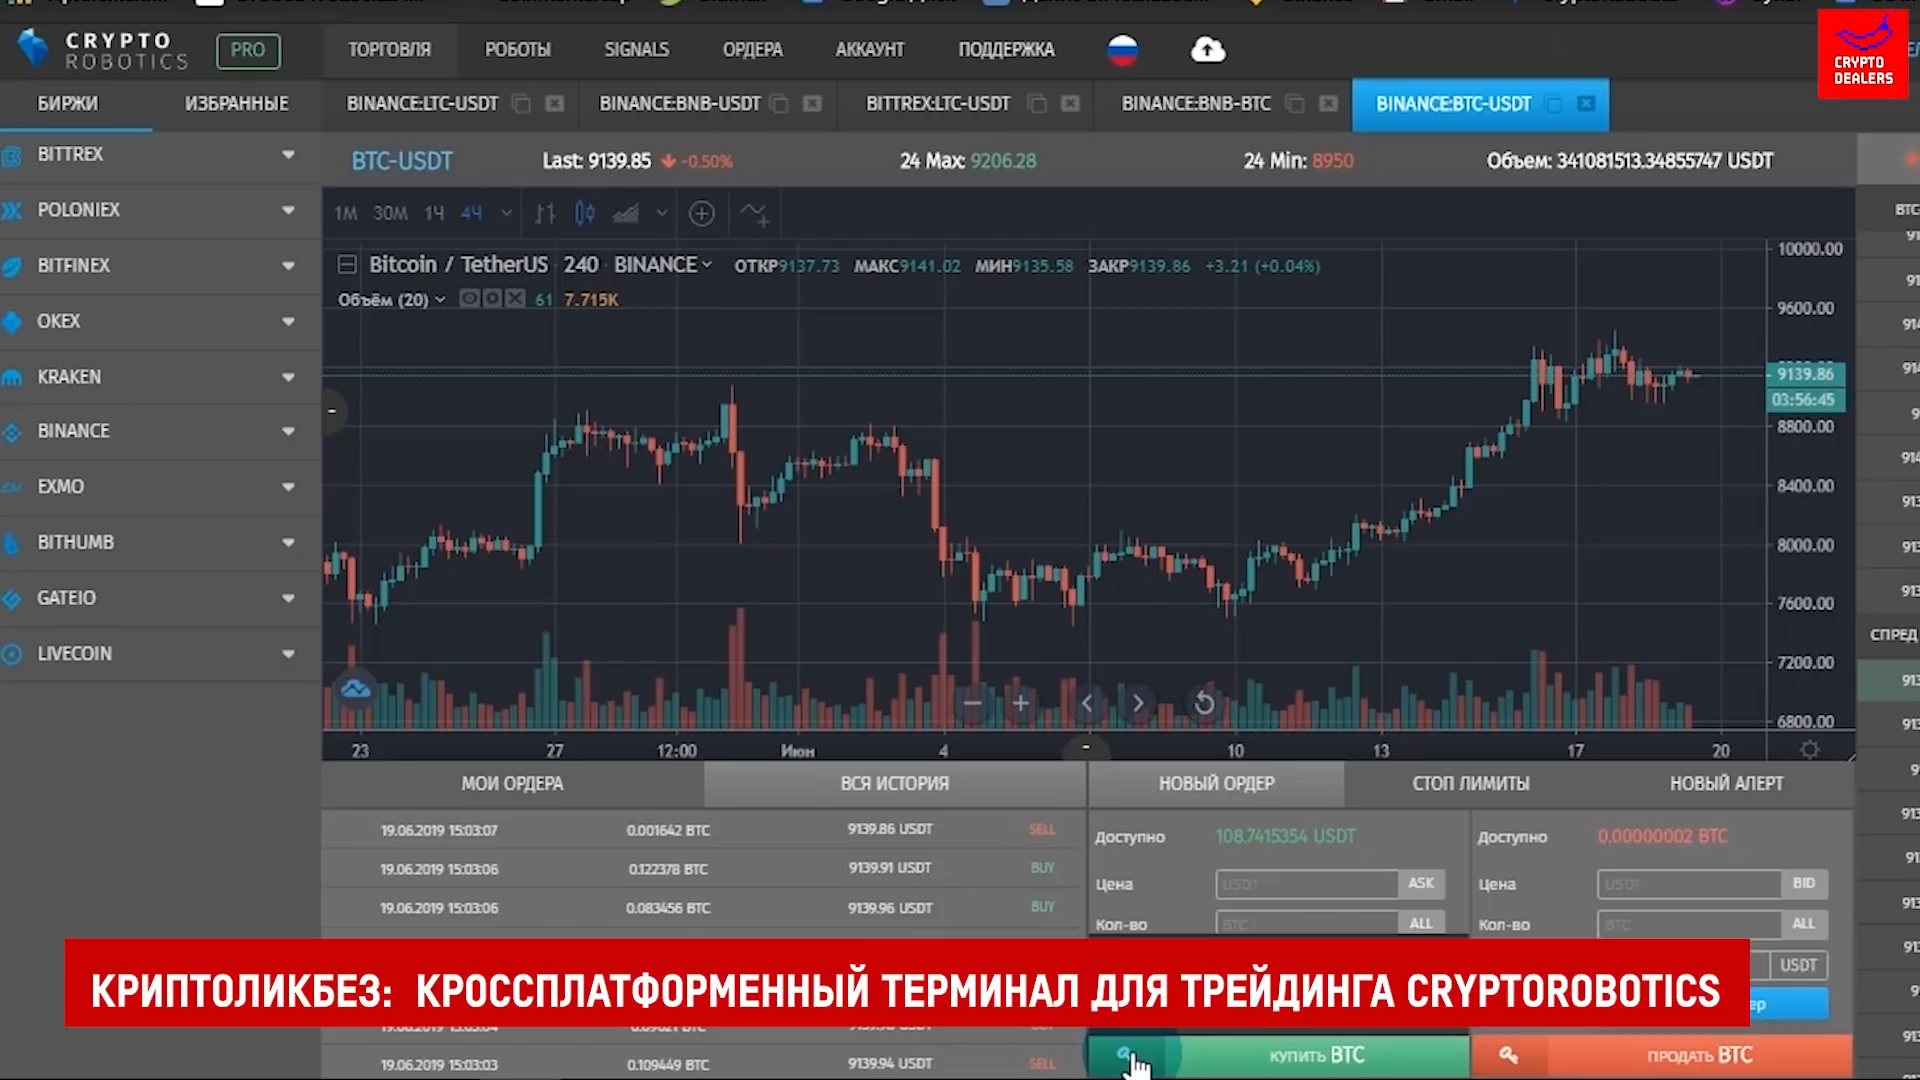 CRYPTO
ROBOTICS
PRO
ТОРГОВЛЯ
РОБОТЫ
SIGNALS
ОРДЕРА
АККАУНТ
ПОДДЕРЖКА
CRYPTO
DEALERS
БИРЖИ
ИЗБРАННЫЕ
BINANCE:LTC-USDT
BINANCE:BNB-USDT
BITTREX:LTC-USDT
BINANCE:BNB-BTC
BINANCE:BTC-USDT
BITTREX
POLONIEX
BITFINEX
OKEX
KRAKEN
BINANCE
EXMO
BITHUMB
GATEIO
LIVECOIN
BTC-USDT
Last: 9139.85 -0.50%
24 Max: 9206.28
24 Min: 8950
Объем: 341081513.34855747 USDT
1М 30М 1Ч 4Ч
Bitcoin / TetherUS 240 BINANCE
ОТКР9137.73 МАКС9141.02 МИН9135.58 ЗАКР9139.86 +3.21 (+0.04%)
Объём (20) 61 7.715K
10000.00
9600.00
9139.86
03:56:45
8800.00
8400.00
8000.00
7600.00
7200.00
6800.00
23 27 12:00 Июн 4 10 13 17 20
МОИ ОРДЕРА
ВСЯ ИСТОРИЯ
НОВЫЙ ОРДЕР
СТОП ЛИМИТЫ
НОВЫЙ АЛЕРТ
19.06.2019 15:03:07 0.001642 BTC 9139.86 USDT SELL
19.06.2019 15:03:06 0.122378 BTC 9139.91 USDT BUY
19.06.2019 15:03:06 0.083456 BTC 9139.96 USDT BUY
19.06.2019 15:03:03 0.109449 BTC 9139.94 USDT SELL
Доступно 108.7415354 USDT
Цена USDT ASK
Кол-во BTC ALL
Доступно 0.00000002 BTC
Цена USDT BID
Кол-во BTC ALL
USDT
КУПИТЬ BTC
ПРОДАТЬ BTC
СПРЕД
КРИПТОЛИКБЕЗ: КРОССПЛАТФОРМЕННЫЙ ТЕРМИНАЛ ДЛЯ ТРЕЙДИНГА CRYPTOROBOTICS